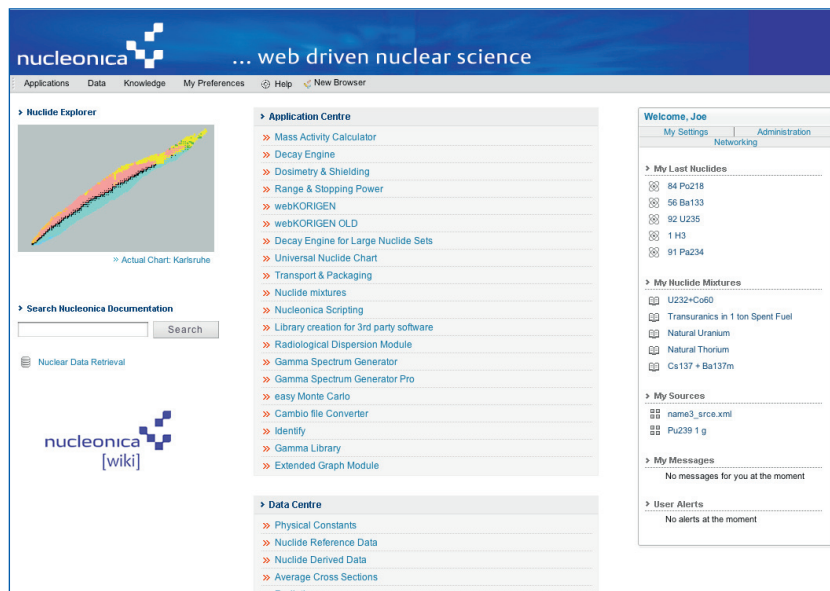 nucleonica
... web driven nuclear science
Applications Data Knowledge My Preferences Help New Browser
Nuclide Explorer
» Actual Chart: Karlsruhe
Search Nucleonica Documentation
Search
Nuclear Data Retrieval
nucleonica
[wiki]
Application Centre
» Mass Activity Calculator
» Decay Engine
» Dosimetry & Shielding
» Range & Stopping Power
» webKORIGEN
» webKORIGEN OLD
» Decay Engine for Large Nuclide Sets
» Universal Nuclide Chart
» Transport & Packaging
» Nuclide mixtures
» Nucleonica Scripting
» Library creation for 3rd party software
» Radiological Dispersion Module
» Gamma Spectrum Generator
» Gamma Spectrum Generator Pro
» easy Monte Carlo
» Cambio file Converter
» Identify
» Gamma Library
» Extended Graph Module
Data Centre
» Physical Constants
» Nuclide Reference Data
» Nuclide Derived Data
» Average Cross Sections
Welcome, Joe
My Settings | Administration
Networking
My Last Nuclides
84 Po218
56 Ba133
92 U235
1 H3
91 Pa234
My Nuclide Mixtures
U232+Co60
Transuranics in 1 ton Spent Fuel
Natural Uranium
Natural Thorium
Cs137 + Ba137m
My Sources
name3_srce.xml
Pu239 1 g
My Messages
No messages for you at the moment
User Alerts
No alerts at the moment